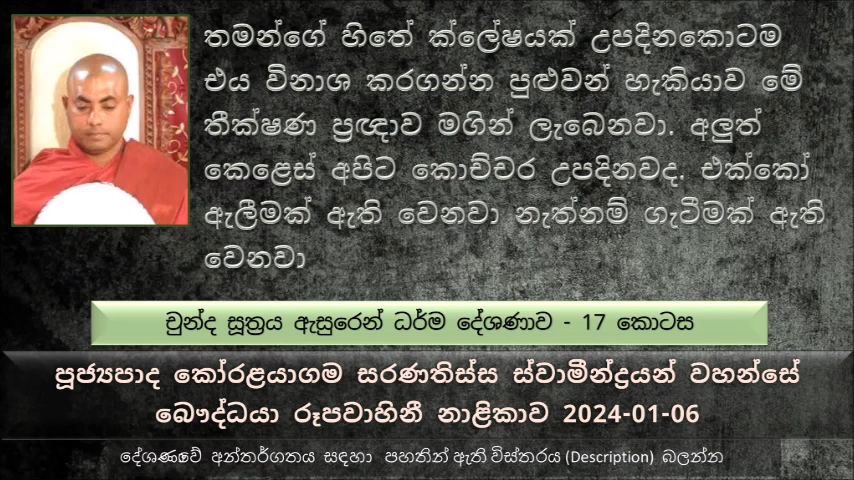 තමන්ගේ හිතේ ක්ලේෂයක් උපදිනකොටම
එය විනාශ කරගන්න පුළුවන් හැකියාව මේ
තීක්ෂණ ප්‍රඥාව මගින් ලැබෙනවා. අලුත්
කෙළෙස් අපිට කොච්චර උපදිනවද. එක්කෝ
ඇලීමක් ඇති වෙනවා නැත්නම් ගැටීමක් ඇති
වෙනවා
චුන්ද සූත්‍රය ඇසුරෙන් ධර්ම දේශණාව - 17 කොටස
පූජ්‍යපාද කෝරළයාගම සරණතිස්ස ස්වාමීන්ද්‍රයන් වහන්සේ
බෞද්ධයා රූපවාහිනී නාළිකාව 2024-01-06
දේශණාවේ අන්තර්ගතය සඳහා පහතින් ඇති විස්තරය (Description) බලන්න